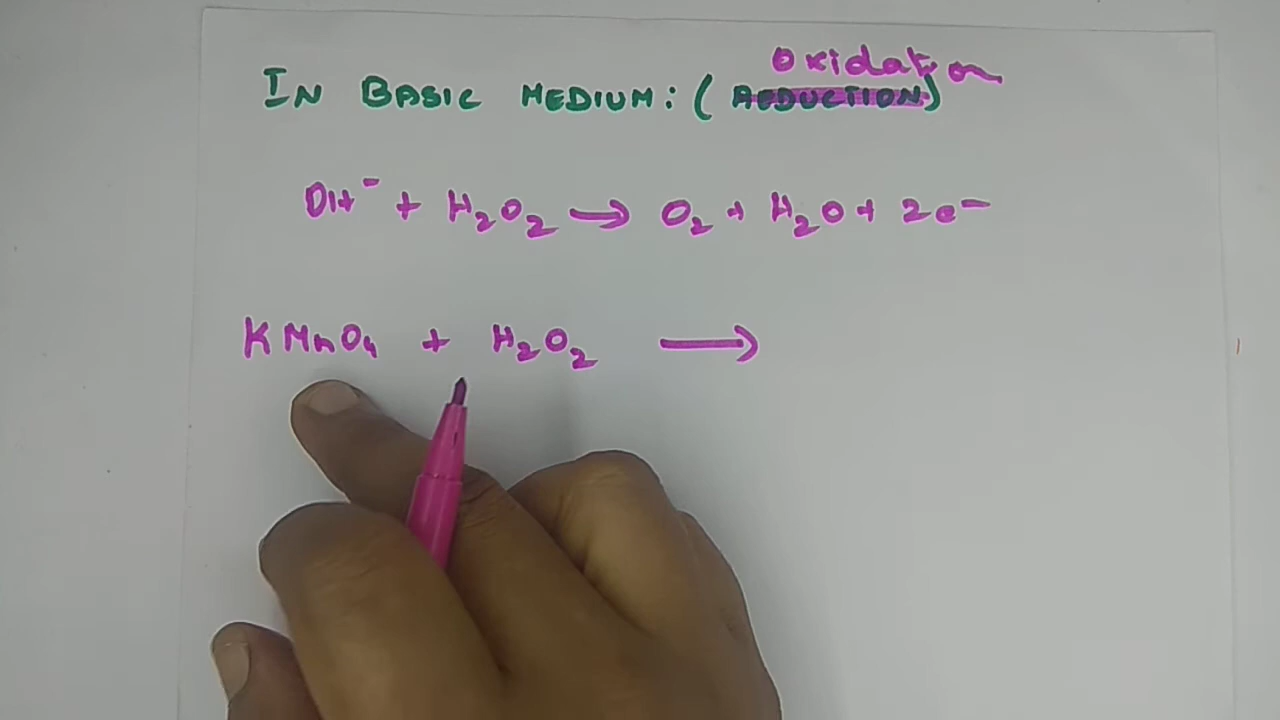 Oxidation
IN BASIC MEDIUM: (REDUCTION)
OH⁻ + H₂O₂ → O₂ + H₂O + 2e⁻
KMnO₄ + H₂O₂ →